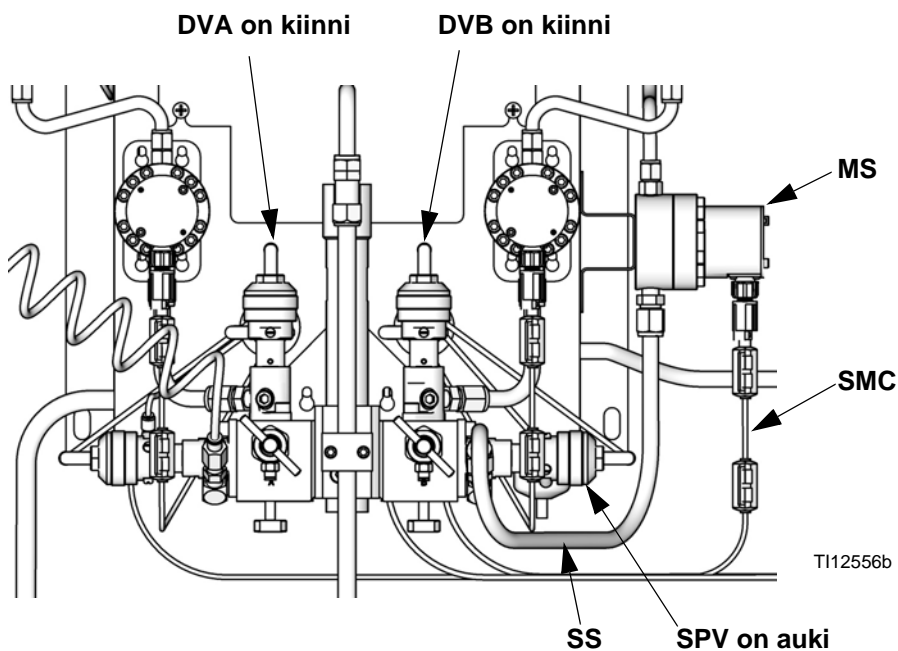 DVA on kiinni
DVB on kiinni
MS
SMC
TI12556b
SS
SPV on auki